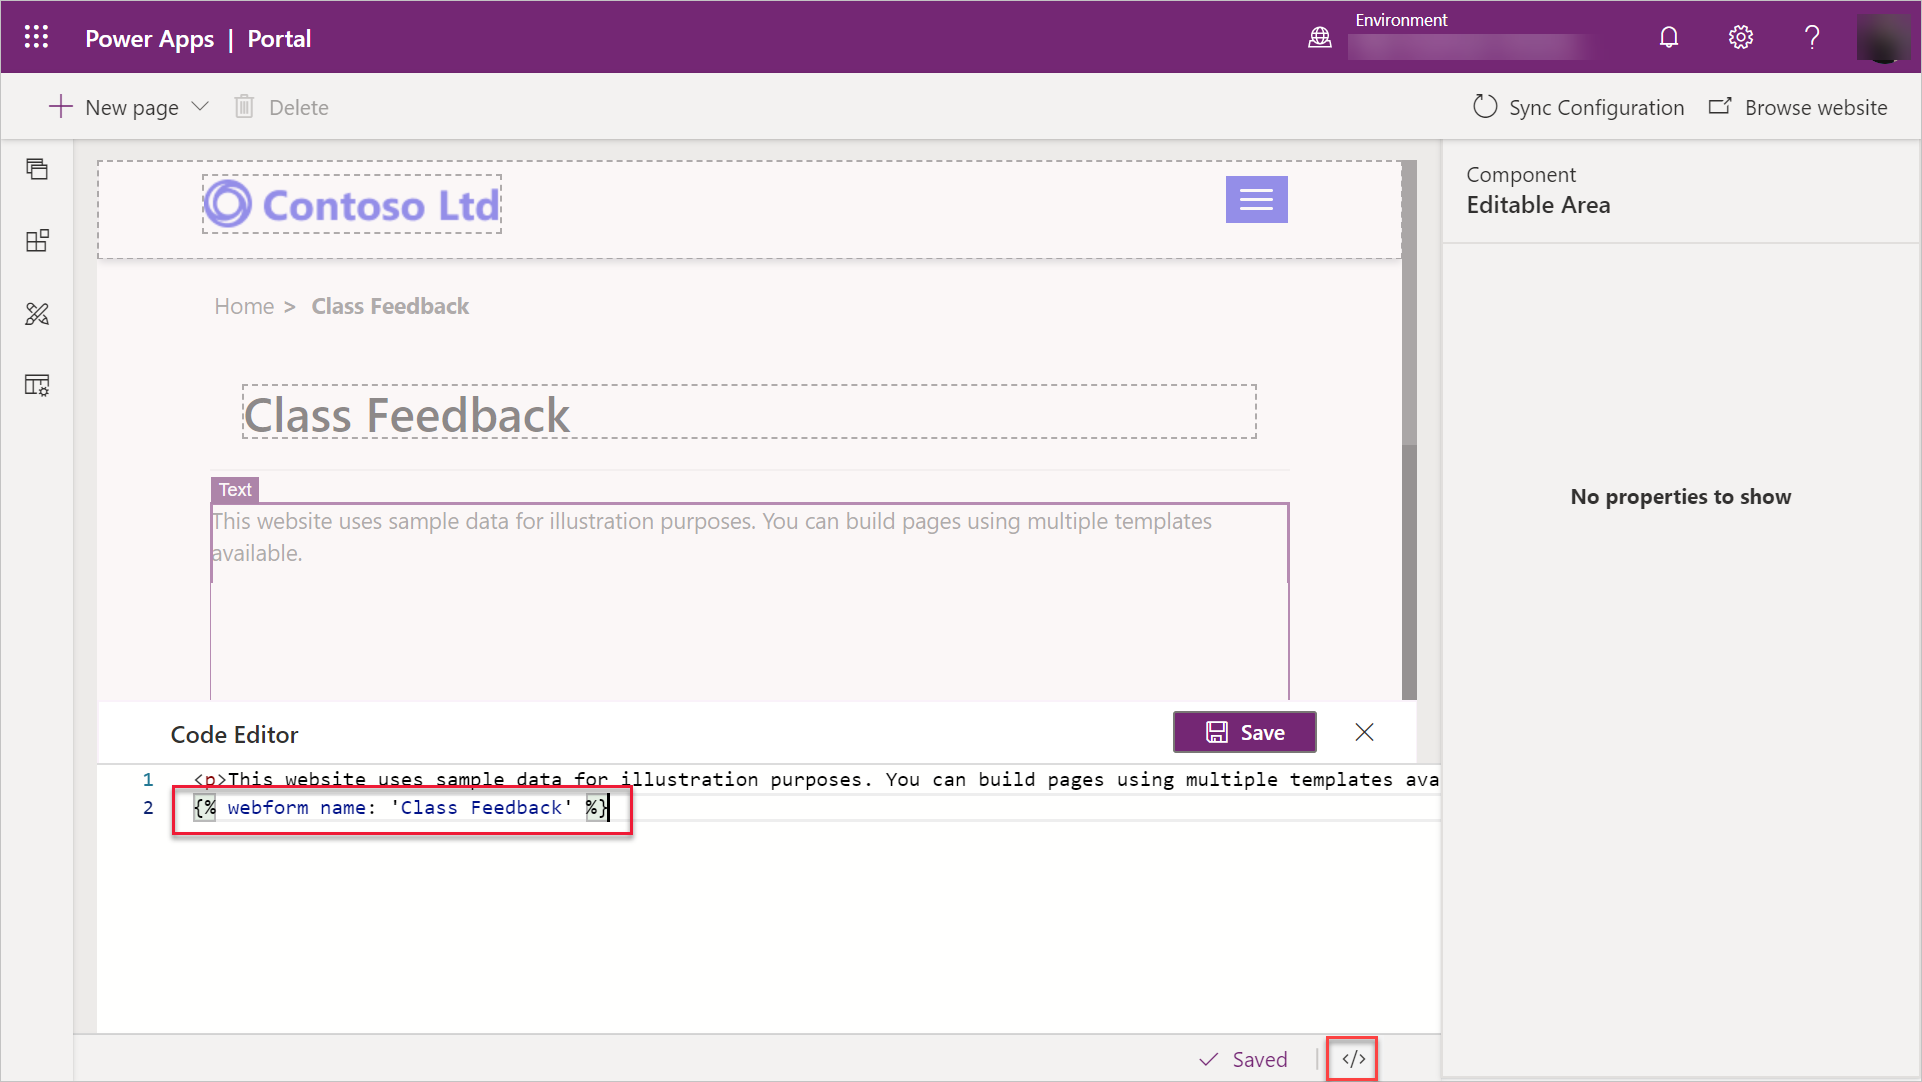 Power Apps | Portal
Environment
New page
Delete
Sync Configuration
Browse website
Contoso Ltd
Component
Editable Area
Home > Class Feedback
Class Feedback
Text
This website uses sample data for illustration purposes. You can build pages using multiple templates
available.
No properties to show
Code Editor
Save
1 <p>This website uses sample data for illustration purposes. You can build pages using multiple templates ava
2 {% webform name: 'Class Feedback' %}
Saved
</>